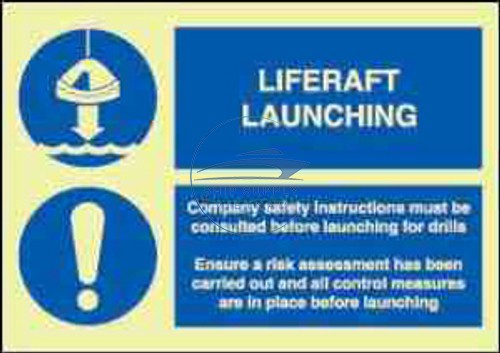 LIFERAFT
LAUNCHING
Company safety instructions must be
consulted before launching for drills
Ensure a risk assessment has been
carried out and all control measures
are in place before launching